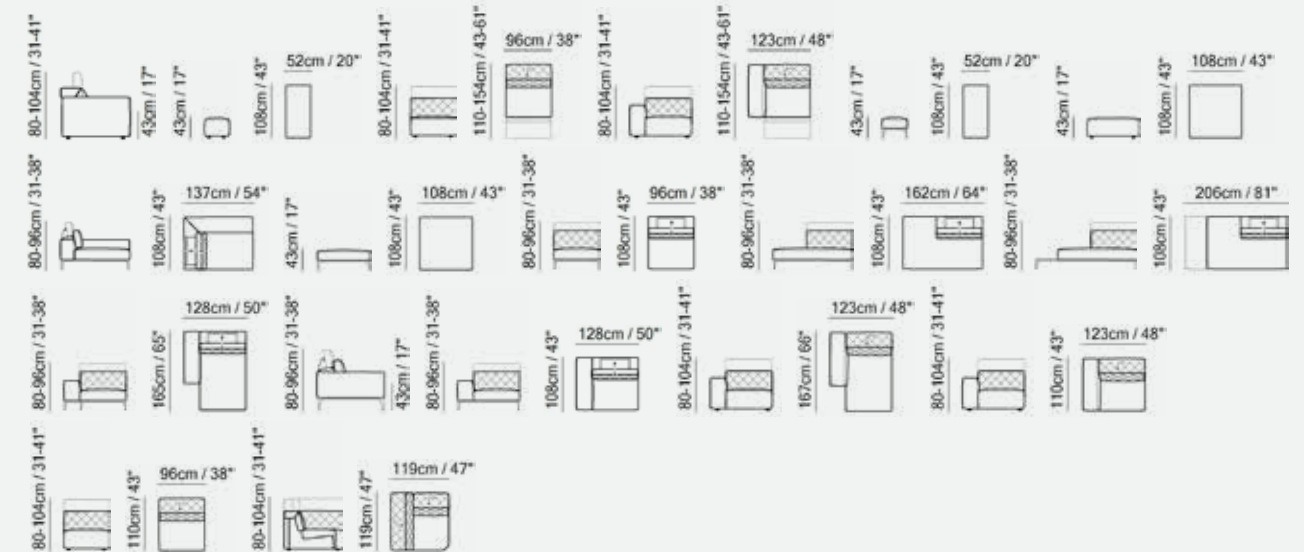 80-104cm / 31-41"
43cm / 17"
43cm / 17"
108cm / 43"
52cm / 20"
80-104cm / 31-41"
110-154cm / 43-61"
96cm / 38"
80-104cm / 31-41"
110-154cm / 43-61"
123cm / 48"
43cm / 17"
108cm / 43"
52cm / 20"
43cm / 17"
108cm / 43"
108cm / 43"
80-96cm / 31-38"
108cm / 43"
137cm / 54"
43cm / 17"
108cm / 43"
108cm / 43"
80-96cm / 31-38"
108cm / 43"
96cm / 38"
80-96cm / 31-38"
108cm / 43"
162cm / 64"
80-96cm / 31-38"
108cm / 43"
206cm / 81"
80-96cm / 31-38"
165cm / 65"
128cm / 50"
80-96cm / 31-38"
43cm / 17"
80-96cm / 31-38"
108cm / 43"
128cm / 50"
80-104cm / 31-41"
167cm / 66"
123cm / 48"
80-104cm / 31-41"
110cm / 43"
123cm / 48"
80-104cm / 31-41"
110cm / 43"
96cm / 38"
80-104cm / 31-41"
119cm / 47"
119cm / 47"